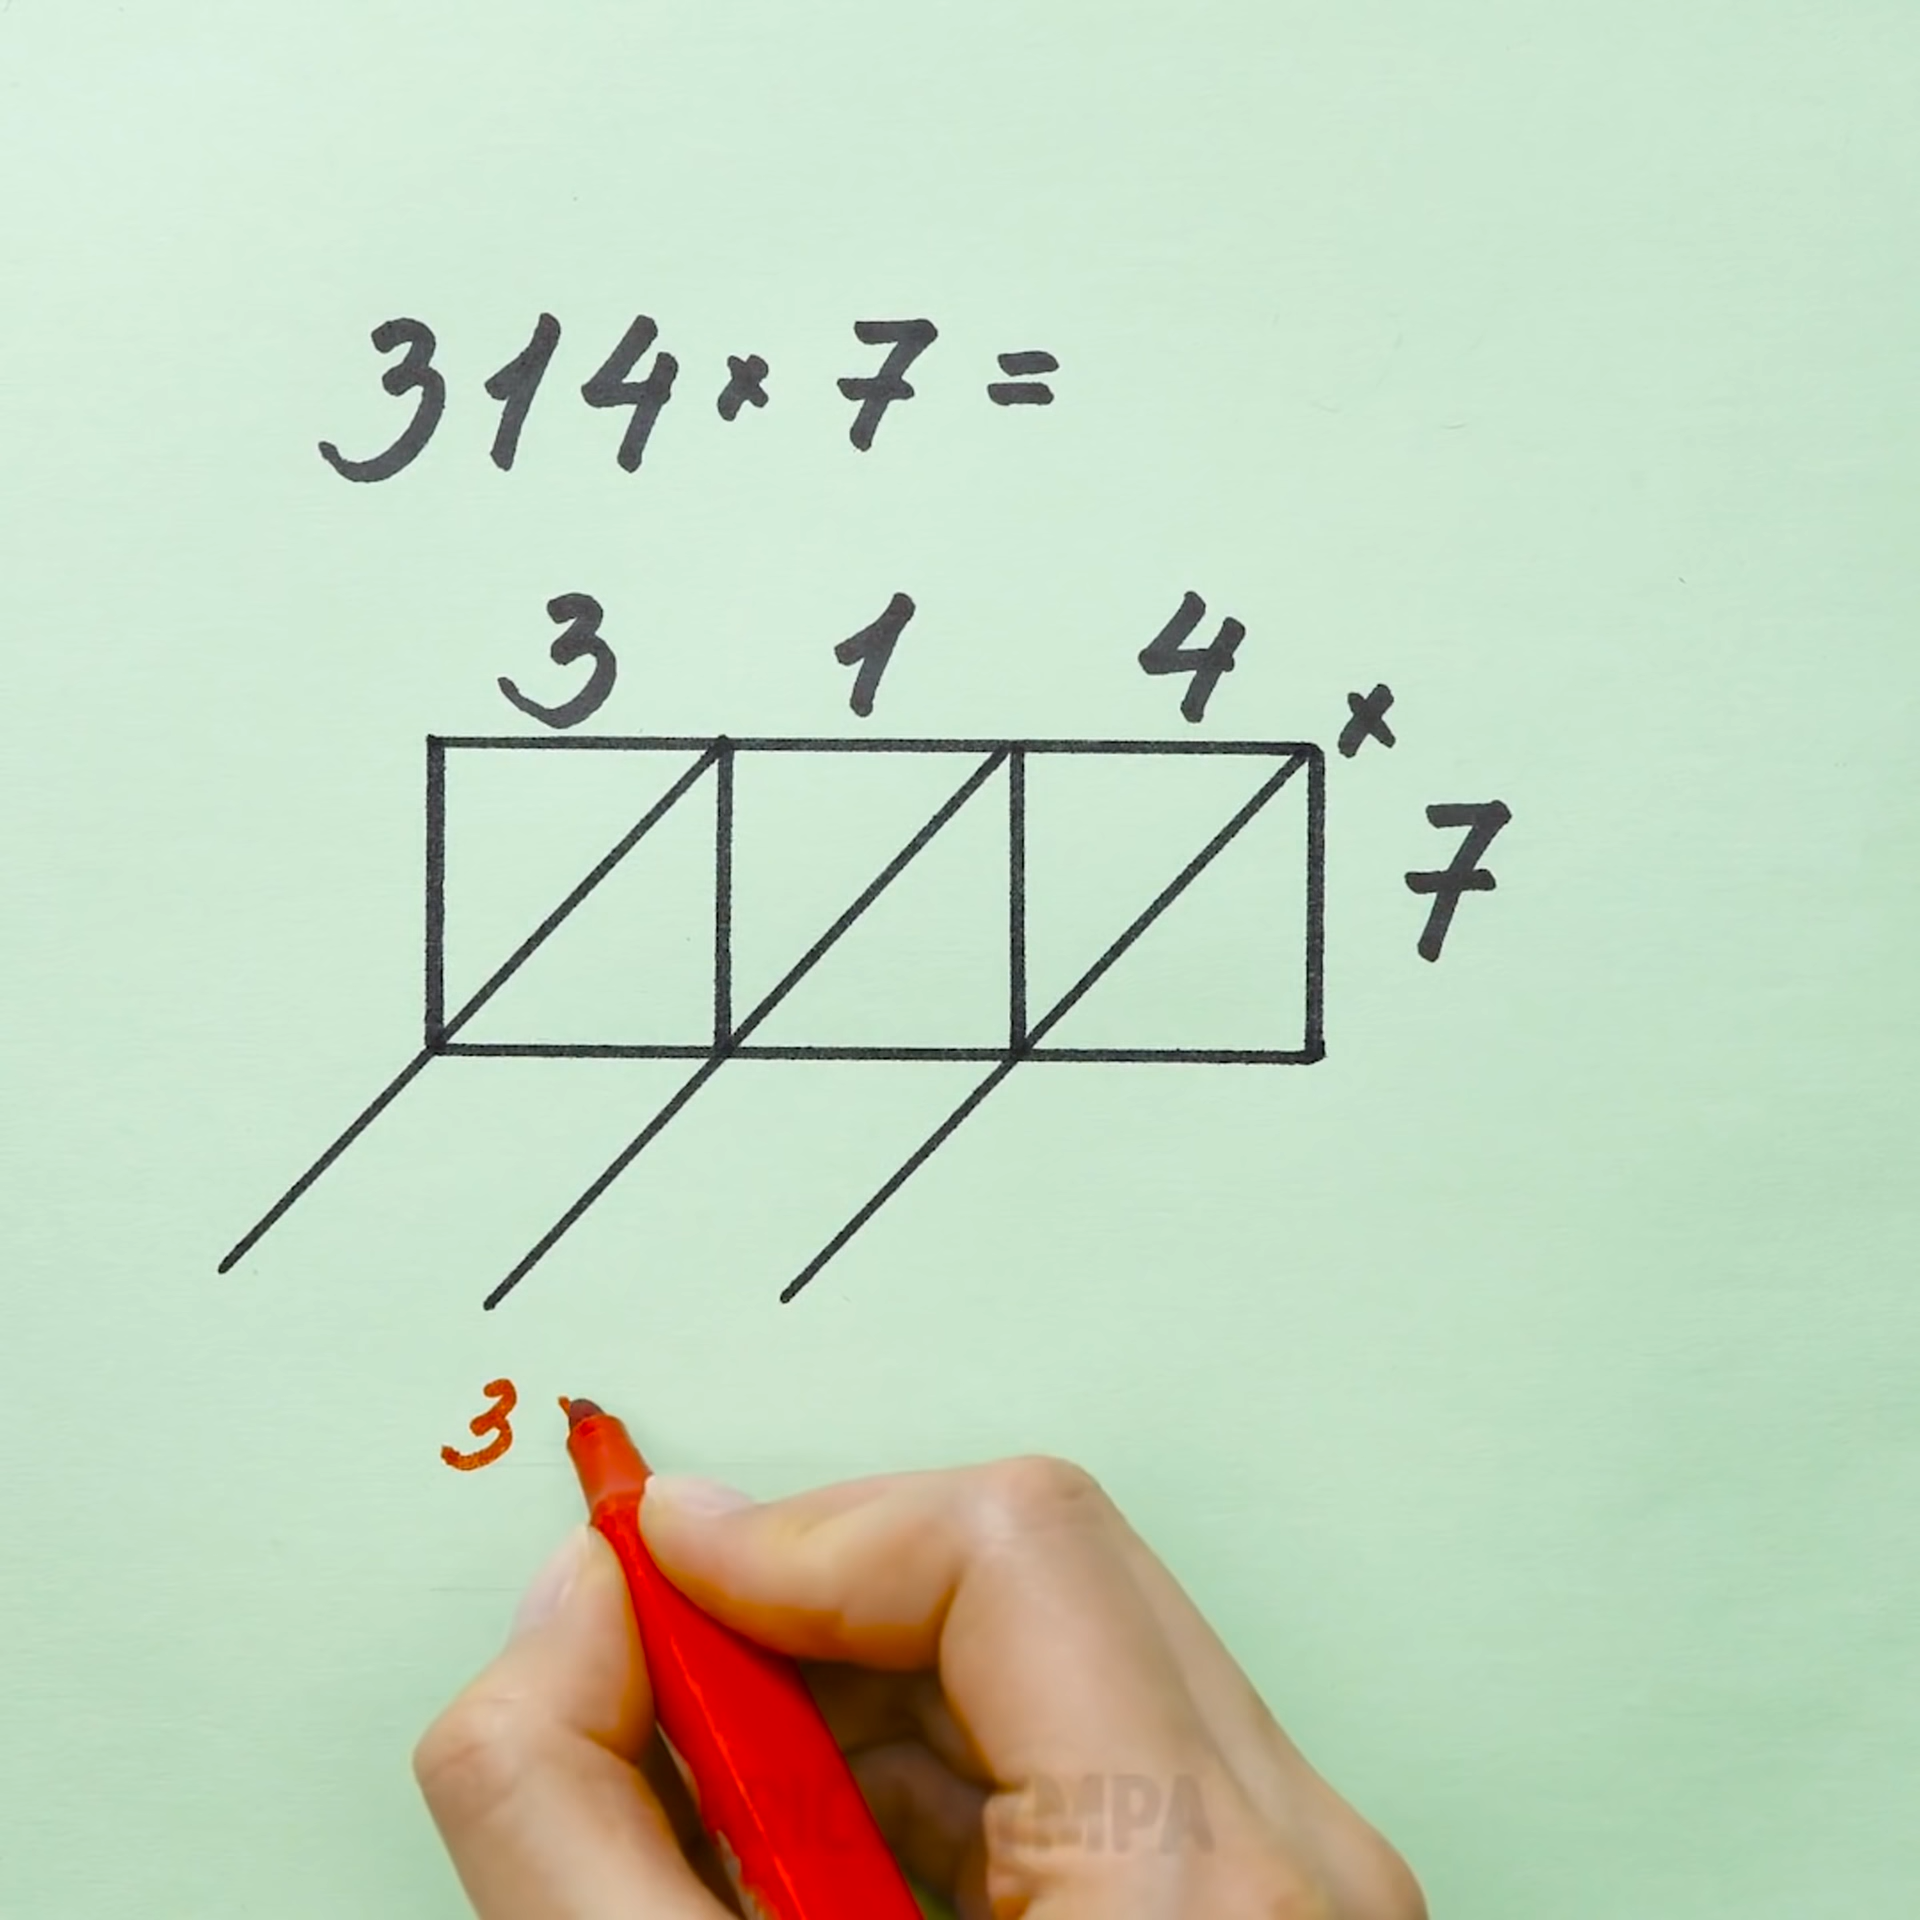 314 × 7 =
3 1 4 ×
7
3